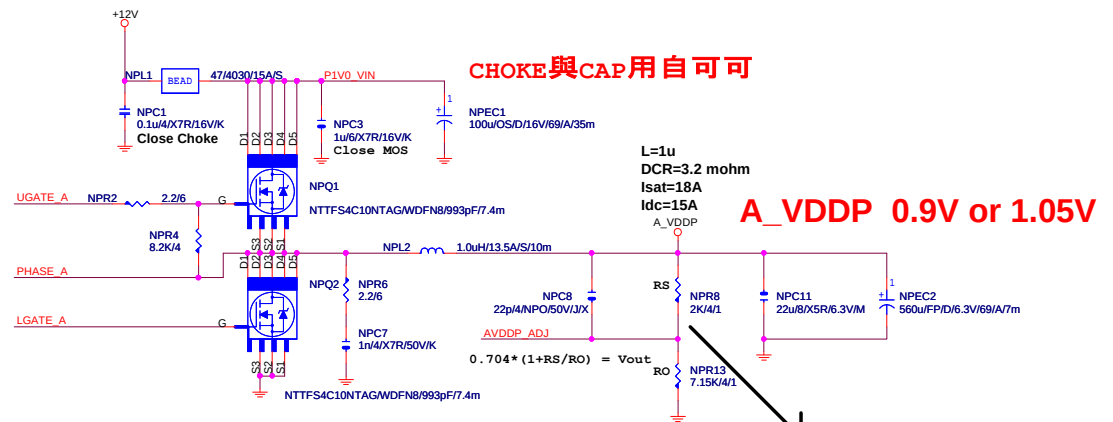 +12V
CHOKE與CAP用自可可
NPL1
BEAD
47/4030/15A/S
P1V0_VIN
NPC1
0.1u/4/X7R/16V/K
Close Choke
D1
D2
D3
D4
D5
NPC3
1u/6/X7R/16V/K
Close MOS
+
1
NPEC1
100u/OS/D/16V/69/A/35m
L=1u
DCR=3.2 mohm
Isat=18A
Idc=15A
A_VDDP
A_VDDP 0.9V or 1.05V
UGATE_A
NPR2
2.2/6
G
NPQ1
NTTFS4C10NTAG/WDFN8/993pF/7.4m
NPR4
8.2K/4
S3
S2
S1
PHASE_A
NPL2
1.0uH/13.5A/S/10m
D1
D2
D3
D4
D5
NPQ2
NPR6
2.2/6
NPC8
22p/4/NPO/50V/J/X
RS
NPR8
2K/4/1
NPC11
22u/8/X5R/6.3V/M
+
1
NPEC2
560u/FP/D/6.3V/69/A/7m
LGATE_A
G
NPC7
1n/4/X7R/50V/K
AVDDP_ADJ
0.704*(1+RS/RO) = Vout
RO
NPR13
7.15K/4/1
S3
S2
S1
NTTFS4C10NTAG/WDFN8/993pF/7.4m